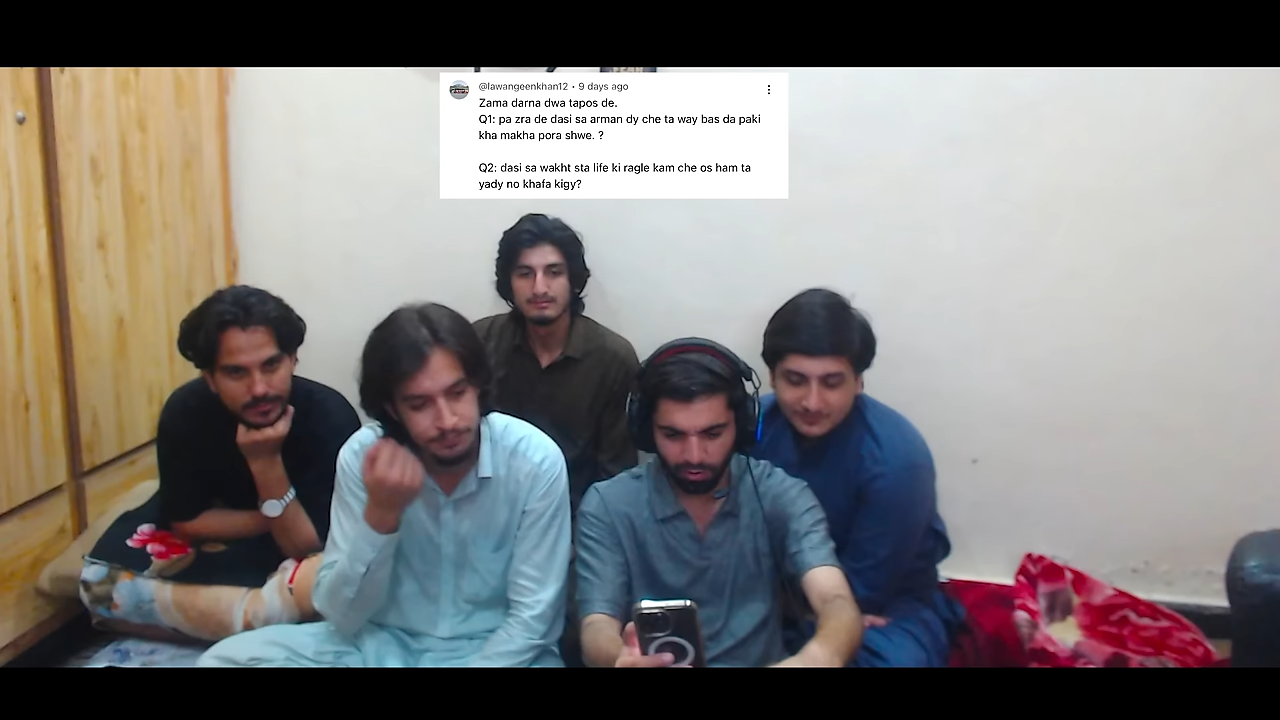 @lawangeenkhan12 • 9 days ago
Zama darna dwa tapos de.
Q1: pa zra de dasi sa arman dy che ta way bas da paki
kha makha pora shwe. ?
Q2: dasi sa wakht sta life ki ragle kam che os ham ta
yady no khafa kigy?